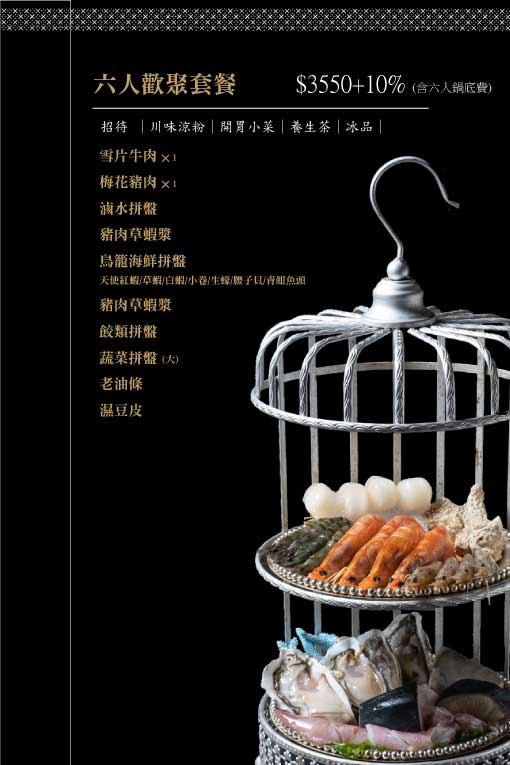 六人歡聚套餐 $3550+10% (含六人鍋底費)
招待 │川味涼粉│開胃小菜│養生茶│冰品│
雪片牛肉 ×1
梅花豬肉 ×1
滷水拼盤
豬肉草蝦漿
鳥籠海鮮拼盤
天使紅蝦/草蝦/白蝦/小卷/生蠔/腰子貝/青魽魚頭
豬肉草蝦漿
餃類拼盤
蔬菜拼盤 (大)
老油條
濕豆皮